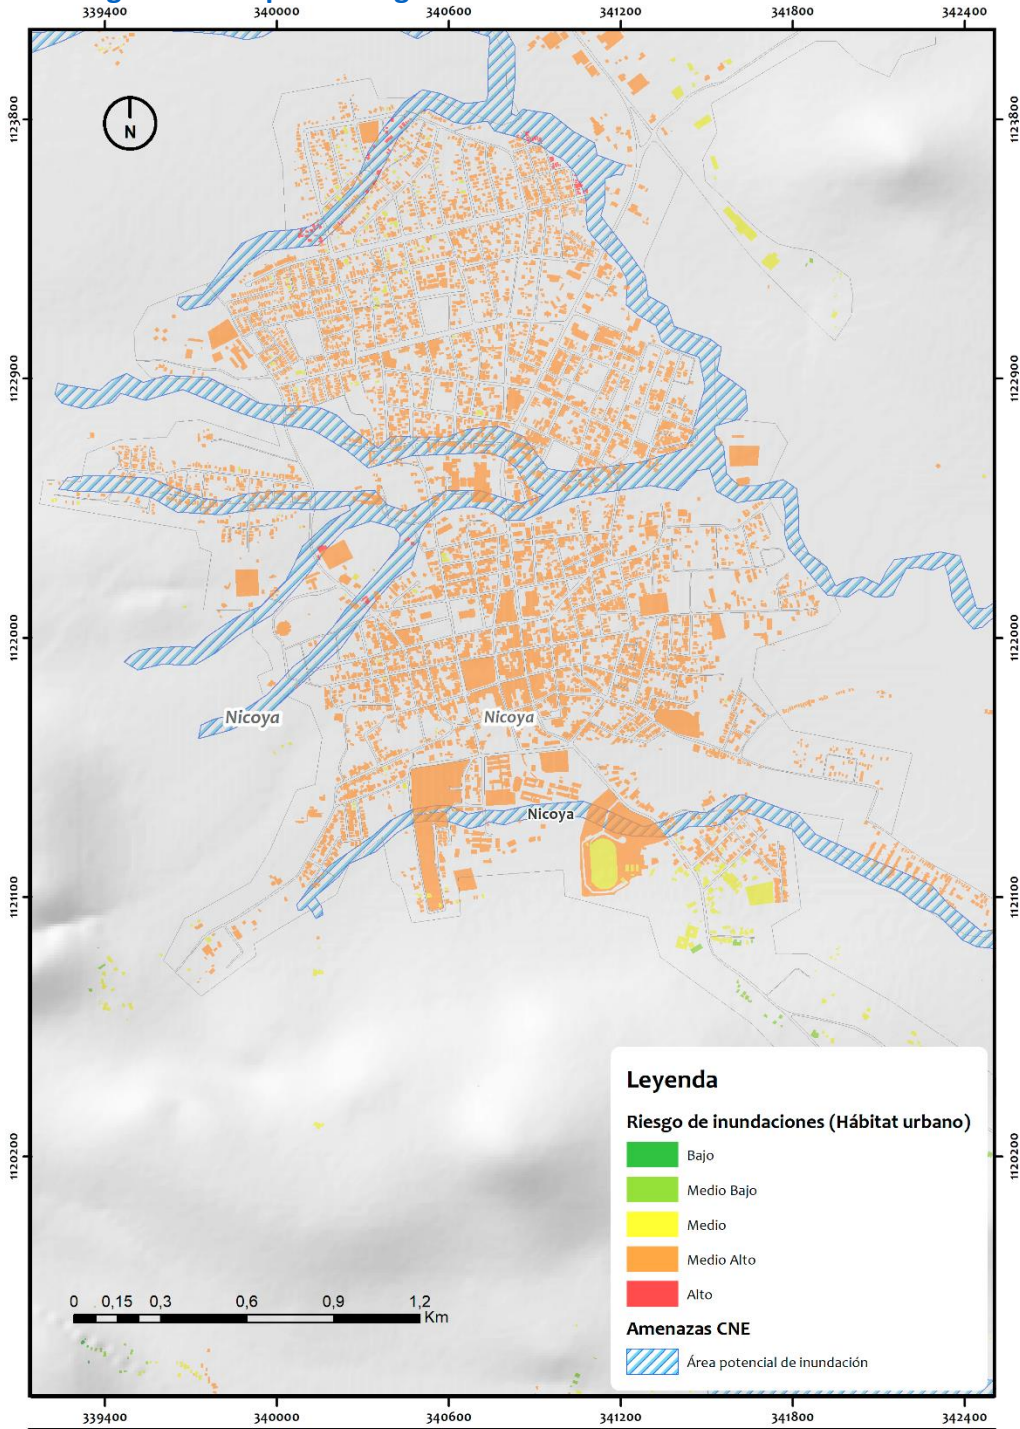 339400 340000 340600 341200 341800 342400
1123800 1123800
N
1122900 1122900
1122000 1122000
Nicoya Nicoya
Nicoya
1121100 1121100
Leyenda
Riesgo de inundaciones (Hábitat urbano)
Bajo
1120200 1120200
Medio Bajo
Medio
Medio Alto
Alto
0 0,15 0,3 0,6 0,9 1,2
Km
Amenazas CNE
Área potencial de inundación
339400 340000 340600 341200 341800 342400